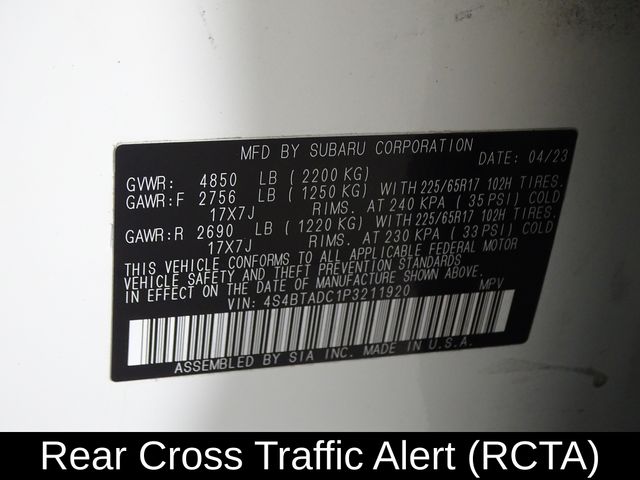 MFD BY SUBARU CORPORATION DATE: 04/23
GVWR: 4850 LB (2200 KG)
GAWR:F 2756 LB (1250 KG) WITH 225/65R17 102H TIRES.
17X7J RIMS. AT 240 KPA (35 PSI) COLD
GAWR:R 2690 LB (1220 KG) WITH 225/65R17 102H TIRES.
17X7J RIMS. AT 230 KPA (33 PSI) COLD
THIS VEHICLE CONFORMS TO ALL APPLICABLE FEDERAL MOTOR
VEHICLE SAFETY AND THEFT PREVENTION STANDARDS
IN EFFECT ON THE DATE OF MANUFACTURE SHOWN ABOVE.
VIN: 4S4BTADC1P3211920 MPV
ASSEMBLED BY SIA INC. MADE IN U.S.A.
Rear Cross Traffic Alert (RCTA)